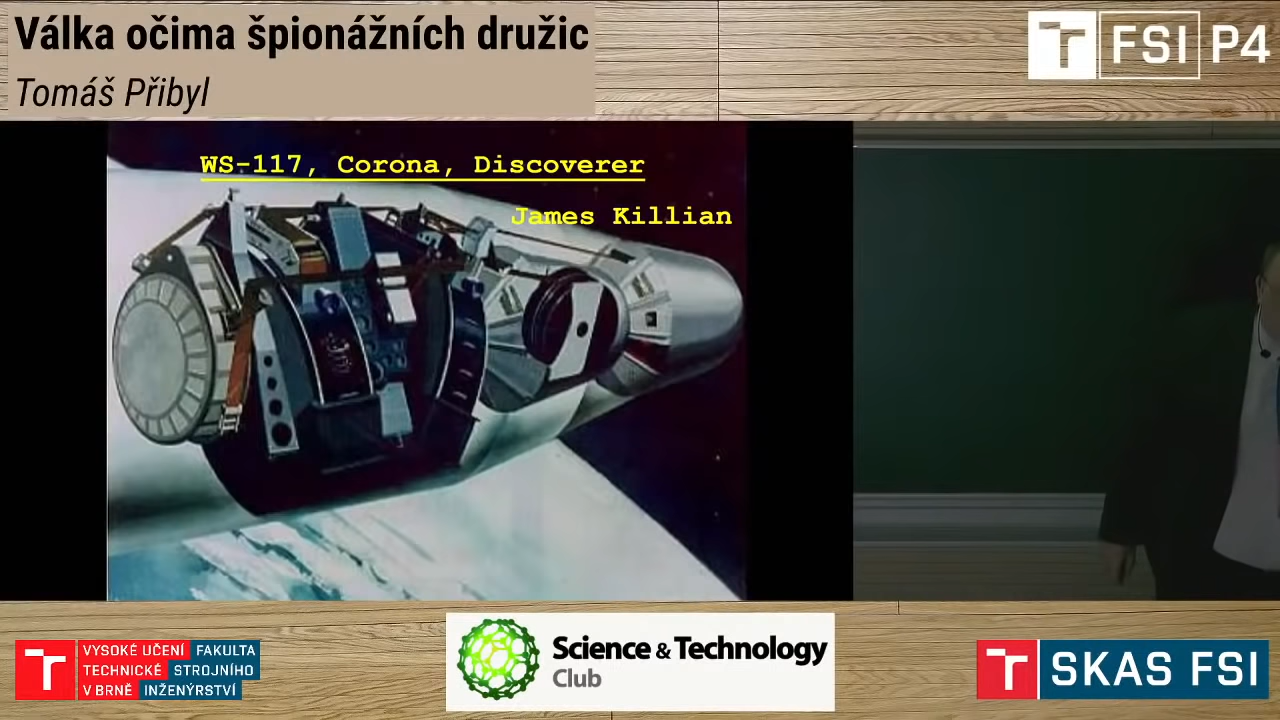 Válka očima špionážních družic
Tomáš Přibyl
FSI P4
WS-117, Corona, Discoverer
James Killian
VYSOKÉ UČENÍ FAKULTA
TECHNICKÉ STROJNÍHO
V BRNĚ INŽENÝRSTVÍ
Science & Technology
Club
SKAS FSI